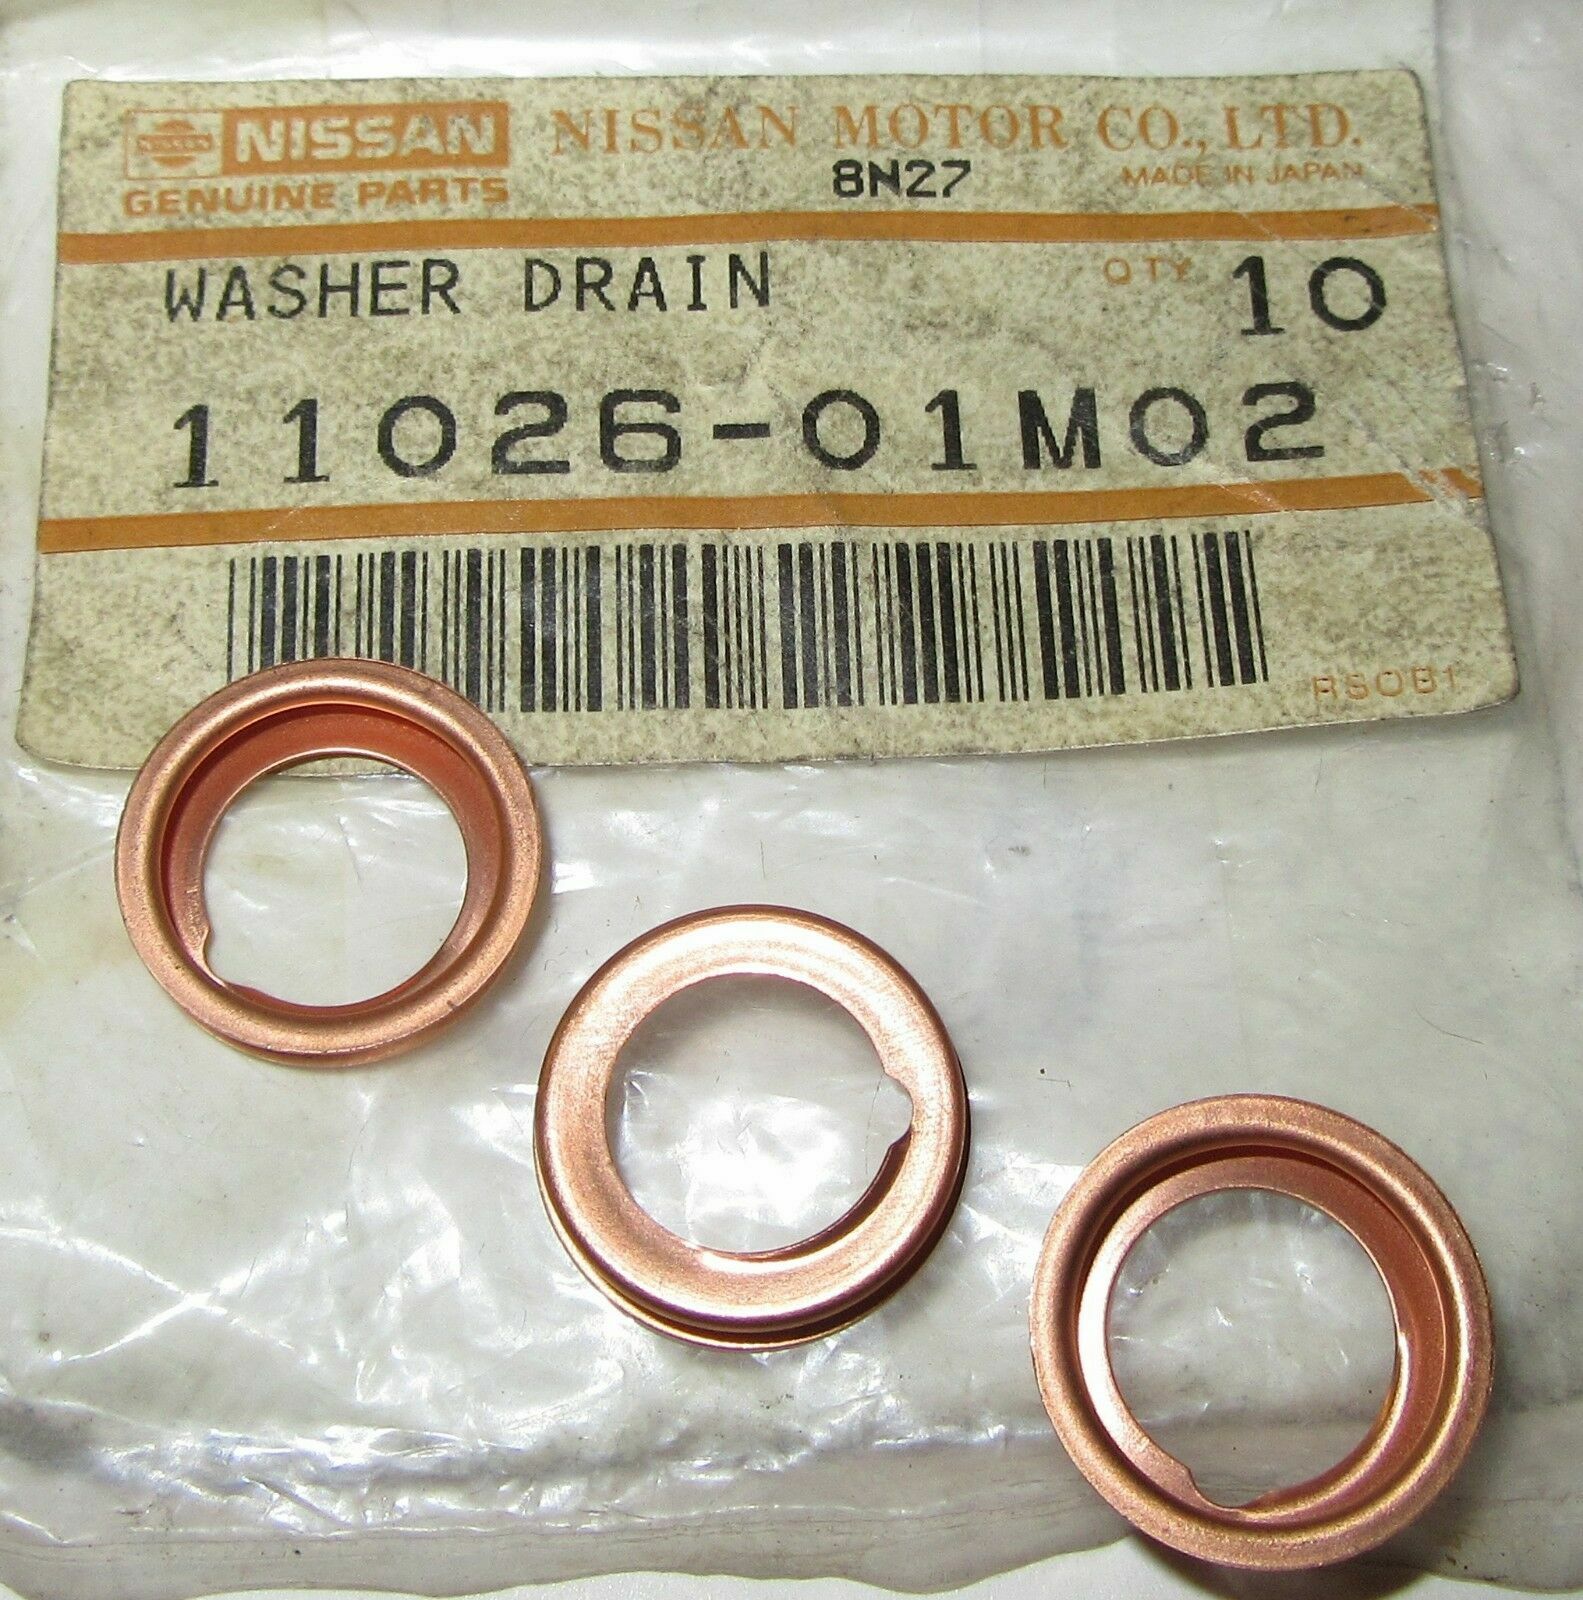 NISSAN NISSAN NISSAN MOTOR CO., LTD.
GENUINE PARTS 8N27 MADE IN JAPAN
WASHER DRAIN QTY 10
11026-01M02
RSOB1